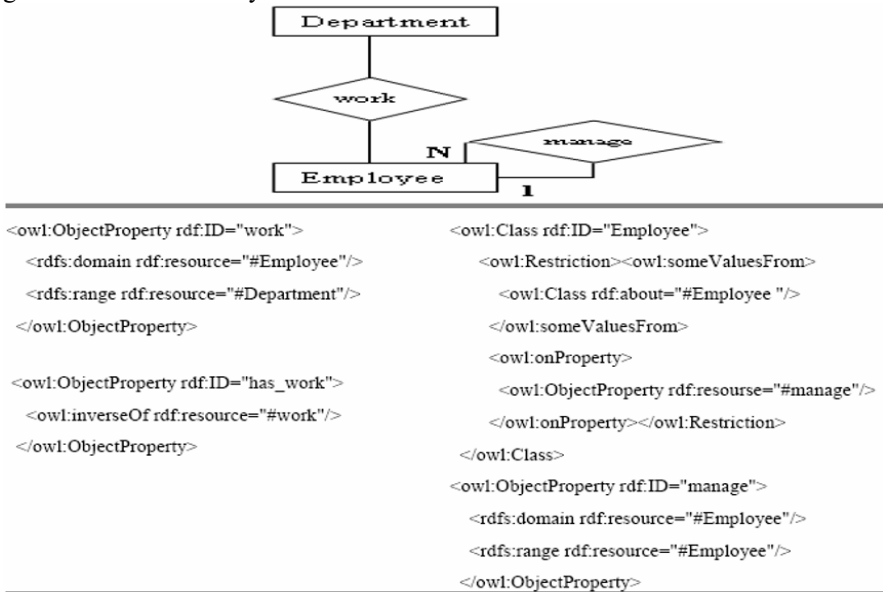 Department
work
manage
N
Employee
1
<owl:ObjectProperty rdf:ID="work">
<rdfs:domain rdf:resource="#Employee"/>
<rdfs:range rdf:resource="#Department"/>
</owl:ObjectProperty>
<owl:ObjectProperty rdf:ID="has_work">
<owl:inverseOf rdf:resource="#work"/>
</owl:ObjectProperty>
<owl:Class rdf:ID="Employee">
<owl:Restriction><owl:someValuesFrom>
<owl:Class rdf:about="#Employee "/>
</owl:someValuesFrom>
<owl:onProperty>
<owl:ObjectProperty rdf:resourse="#manage"/>
</owl:onProperty></owl:Restriction>
</owl:Class>
<owl:ObjectProperty rdf:ID="manage">
<rdfs:domain rdf:resource="#Employee"/>
<rdfs:range rdf:resource="#Employee"/>
</owl:ObjectProperty>